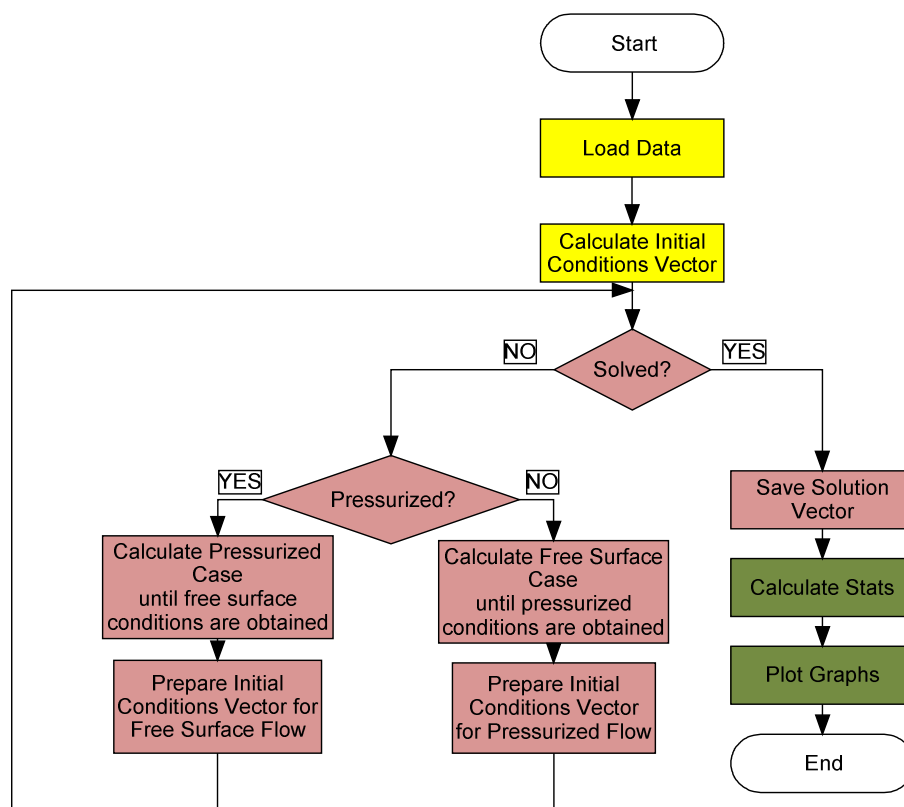 Start
Load Data
Calculate Initial
Conditions Vector
NO
YES
Solved?
YES
NO
Pressurized?
Save Solution
Vector
Calculate Pressurized
Case
until free surface
conditions are obtained
Calculate Free Surface
Case
until pressurized
conditions are obtained
Calculate Stats
Prepare Initial
Conditions Vector for
Free Surface Flow
Prepare Initial
Conditions Vector
for Pressurized Flow
Plot Graphs
End